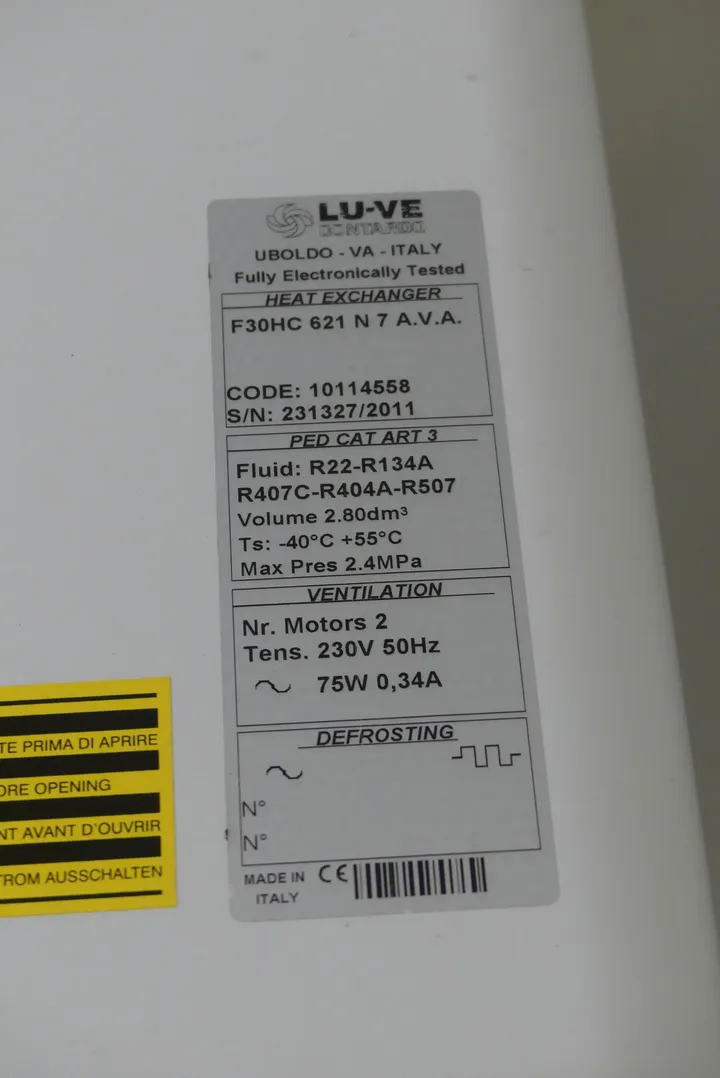 LU-VE
CONTARDO
UBOLDO - VA - ITALY
Fully Electronically Tested
HEAT EXCHANGER
F30HC 621 N 7 A.V.A.
CODE: 10114558
S/N: 231327/2011
PED CAT ART 3
Fluid: R22-R134A
R407C-R404A-R507
Volume 2.80dm³
Ts: -40°C +55°C
Max Pres 2.4MPa
VENTILATION
Nr. Motors 2
Tens. 230V 50Hz
75W 0,34A
DEFROSTING
N°
N°
MADE IN
ITALY
CE
TE PRIMA DI APRIRE
ORE OPENING
NT AVANT D'OUVRIR
TROM AUSSCHALTEN